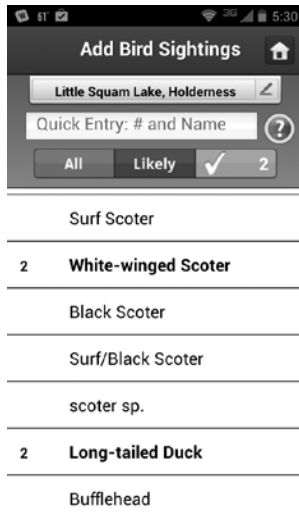 61° 3G 5:30
Add Bird Sightings
Little Squam Lake, Holderness
Quick Entry: # and Name ?
All Likely 2
Surf Scoter
2 White-winged Scoter
Black Scoter
Surf/Black Scoter
scoter sp.
2 Long-tailed Duck
Bufflehead